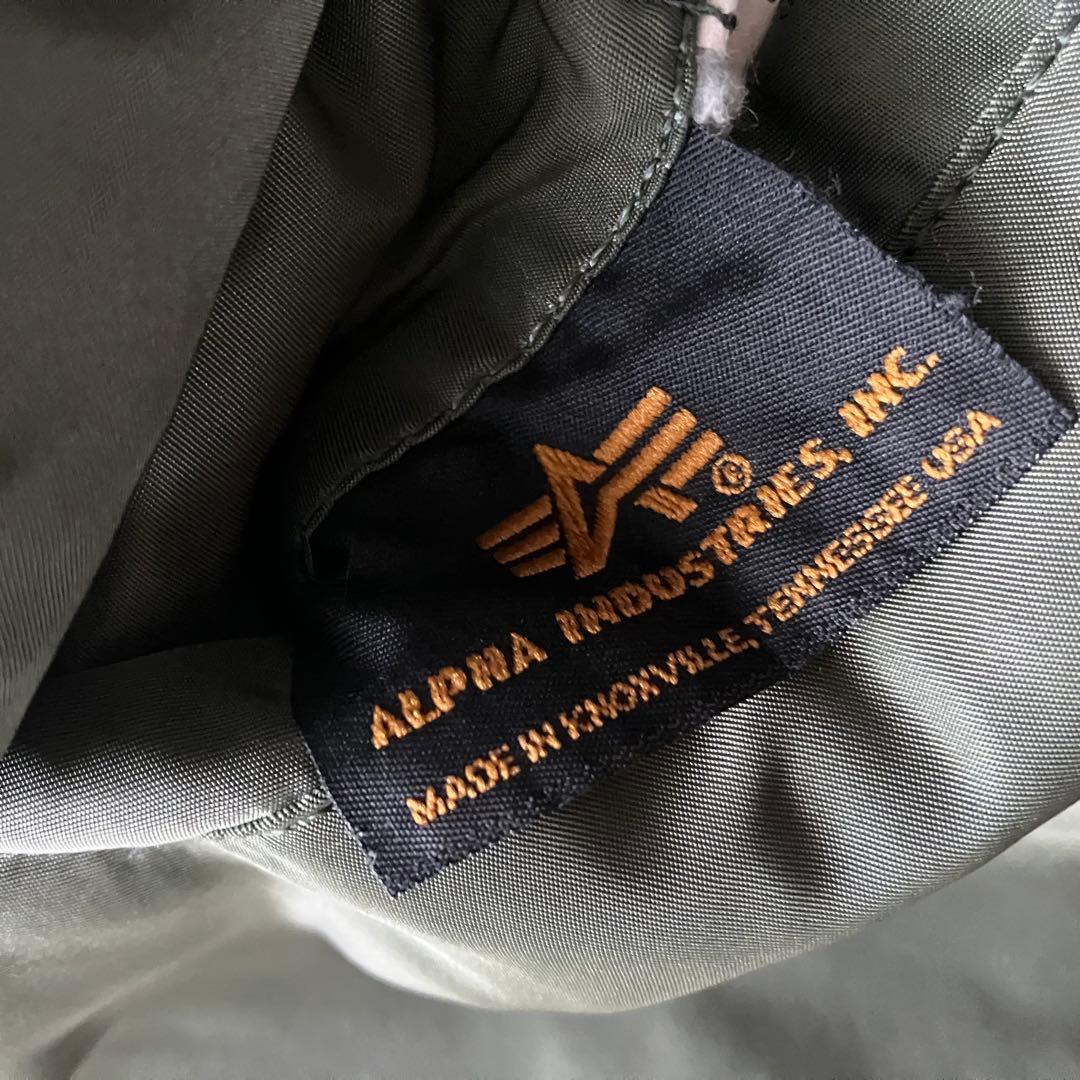 ®
ALPHA INDUSTRIES, INC.
MADE IN KNOXVILLE, TENNESSEE USA